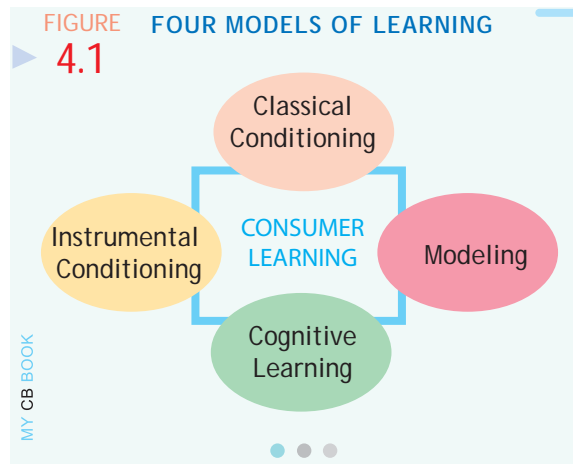 FIGURE
4.1
FOUR MODELS OF LEARNING
Classical
Conditioning
Instrumental
Conditioning
CONSUMER
LEARNING
Modeling
Cognitive
Learning
MY CB BOOK